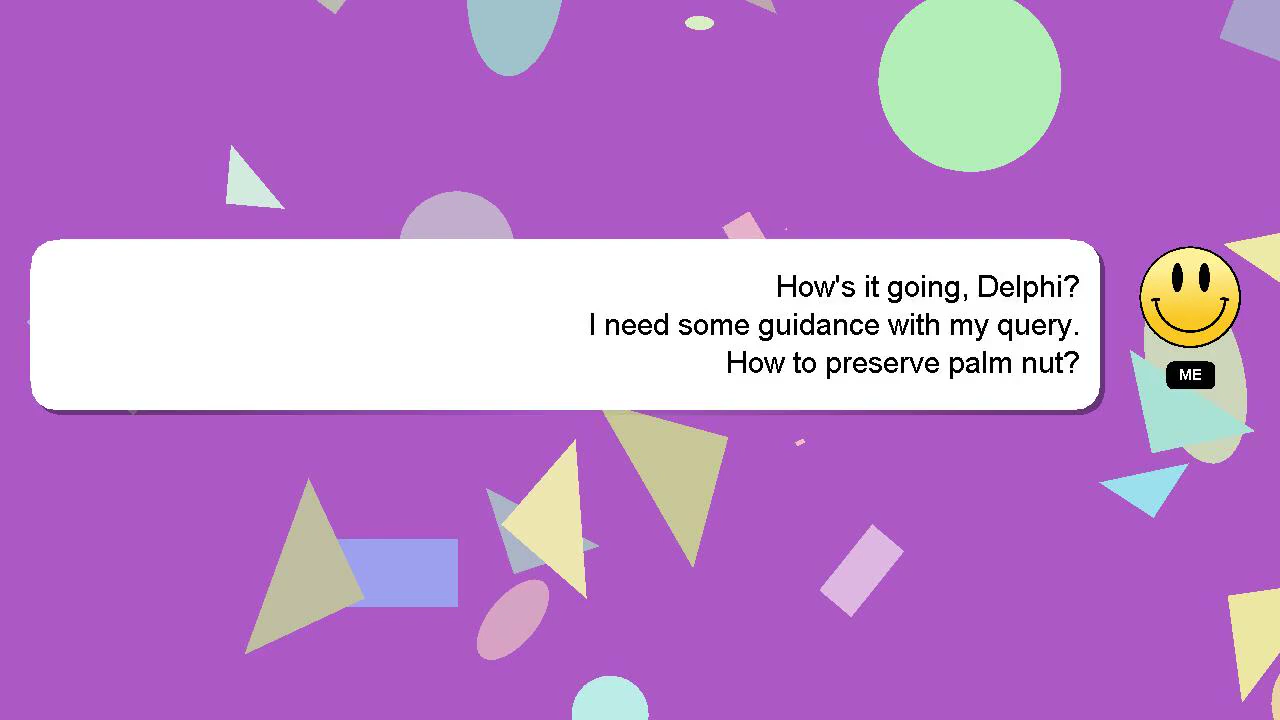 How's it going, Delphi?
I need some guidance with my query.
How to preserve palm nut?
ME